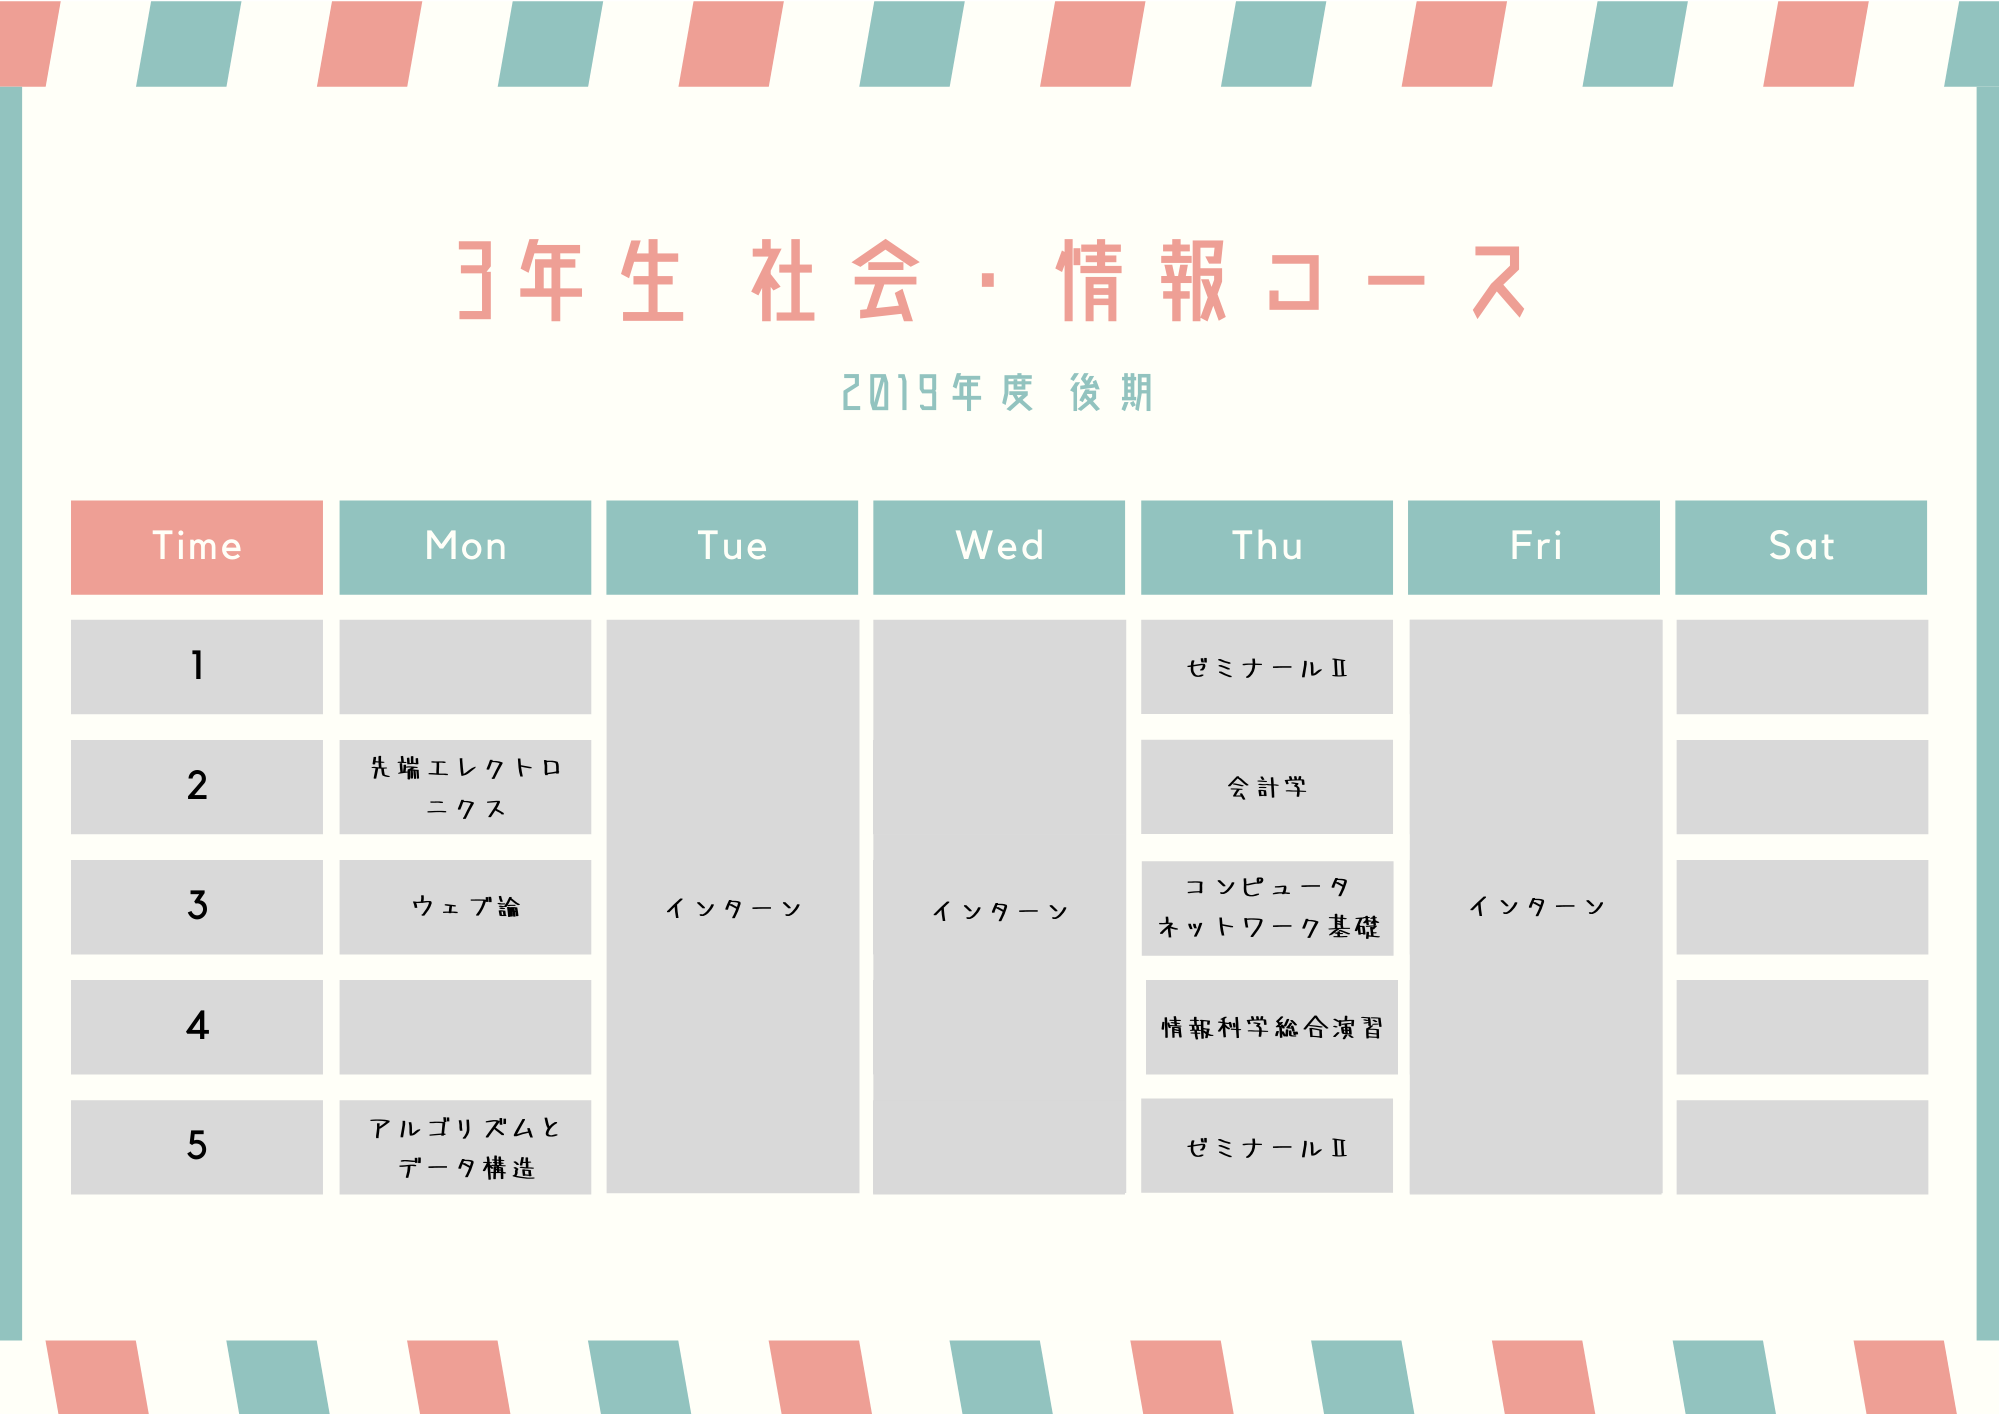 3年生 社会・情報コース
2019年度 後期
Time Mon Tue Wed Thu Fri Sat
1 ゼミナールⅡ
2 先端エレクトロ
ニクス 会計学
3 ウェブ論 インターン インターン コンピュータ
ネットワーク基礎 インターン
4 情報科学総合演習
5 アルゴリズムと
データ構造 ゼミナールⅡ